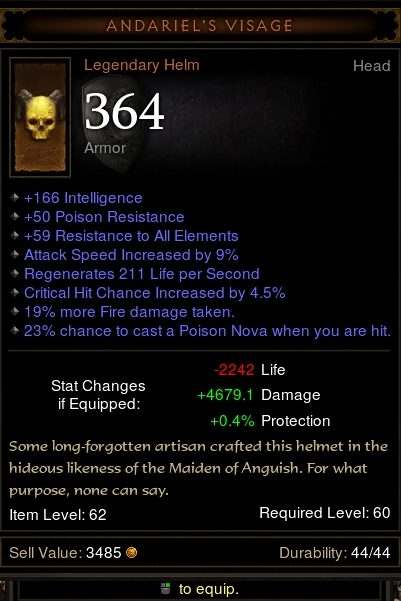 ANDARIEL'S VISAGE
Legendary Helm
Head
364
Armor
+166 Intelligence
+50 Poison Resistance
+59 Resistance to All Elements
Attack Speed Increased by 9%
Regenerates 211 Life per Second
Critical Hit Chance Increased by 4.5%
19% more Fire damage taken.
23% chance to cast a Poison Nova when you are hit.
Stat Changes
if Equipped:
-2242 Life
+4679.1 Damage
+0.4% Protection
Some long-forgotten artisan crafted this helmet in the
hideous likeness of the Maiden of Anguish. For what
purpose, none can say.
Item Level: 62
Required Level: 60
Sell Value: 3485
Durability: 44/44
to equip.